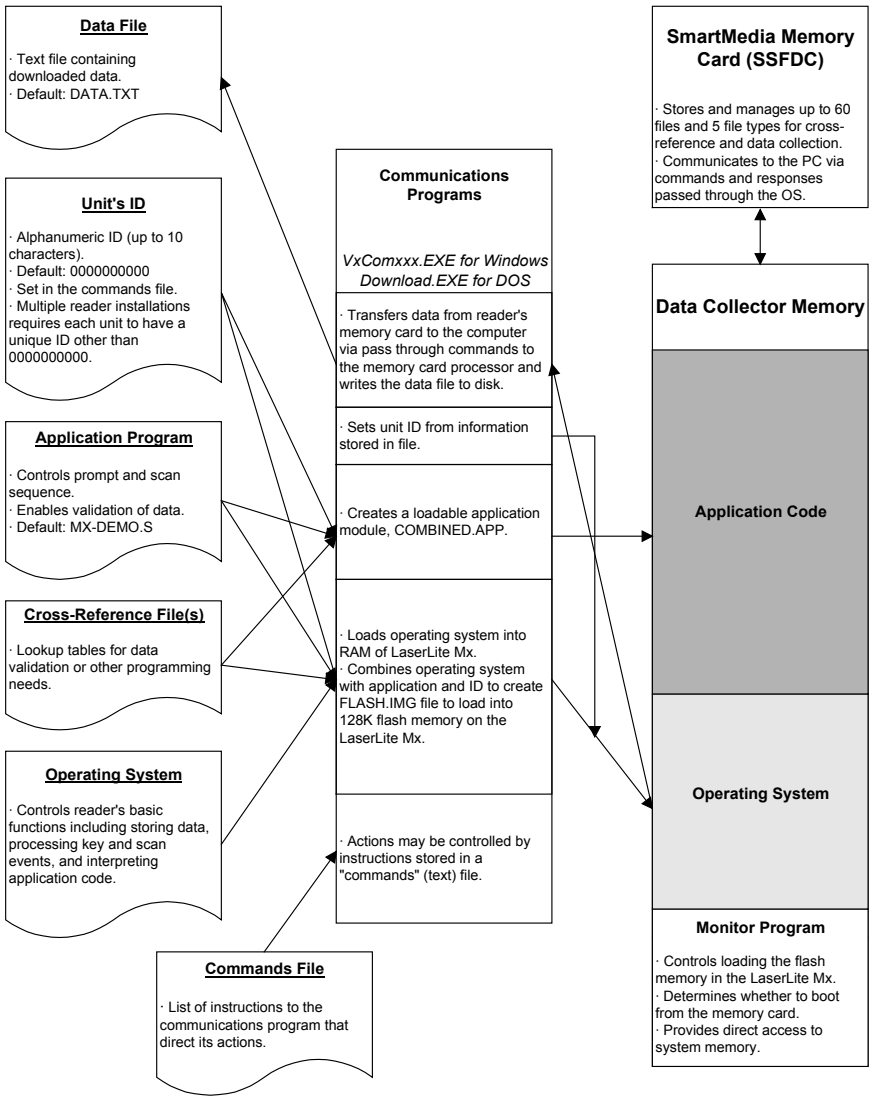 Data File
· Text file containing
downloaded data.
· Default: DATA.TXT
Unit's ID
· Alphanumeric ID (up to 10
characters).
· Default: 0000000000
· Set in the commands file.
· Multiple reader installations
requires each unit to have a
unique ID other than
0000000000.
Application Program
· Controls prompt and scan
sequence.
· Enables validation of data.
· Default: MX-DEMO.S
Cross-Reference File(s)
· Lookup tables for data
validation or other programming
needs.
Operating System
· Controls reader's basic
functions including storing data,
processing key and scan
events, and interpreting
application code.
Commands File
· List of instructions to the
communications program that
direct its actions.
Communications
Programs
VxComxxx.EXE for Windows
Download.EXE for DOS
· Transfers data from reader's
memory card to the computer
via pass through commands to
the memory card processor and
writes the data file to disk.
· Sets unit ID from information
stored in file.
· Creates a loadable application
module, COMBINED.APP.
· Loads operating system into
RAM of LaserLite Mx.
· Combines operating system
with application and ID to create
FLASH.IMG file to load into
128K flash memory on the
LaserLite Mx.
· Actions may be controlled by
instructions stored in a
"commands" (text) file.
SmartMedia Memory
Card (SSFDC)
· Stores and manages up to 60
files and 5 file types for cross-
reference and data collection.
· Communicates to the PC via
commands and responses
passed through the OS.
Data Collector Memory
Application Code
Operating System
Monitor Program
· Controls loading the flash
memory in the LaserLite Mx.
· Determines whether to boot
from the memory card.
· Provides direct access to
system memory.